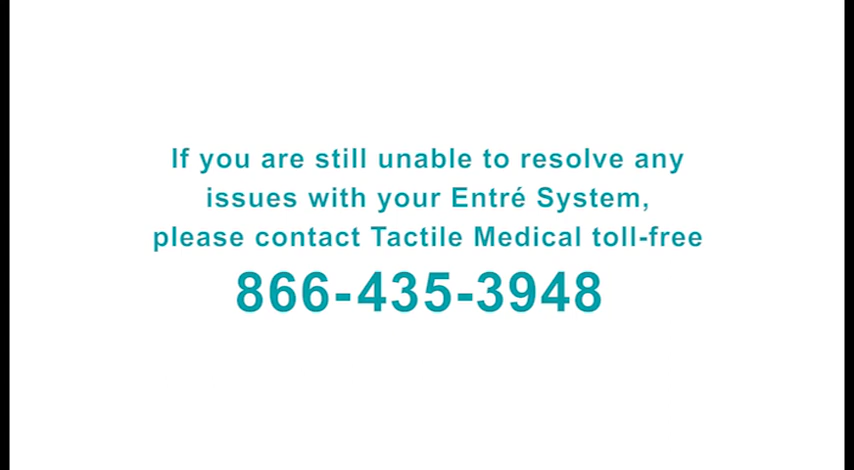 If you are still unable to resolve any
issues with your Entré System,
please contact Tactile Medical toll-free
866-435-3948